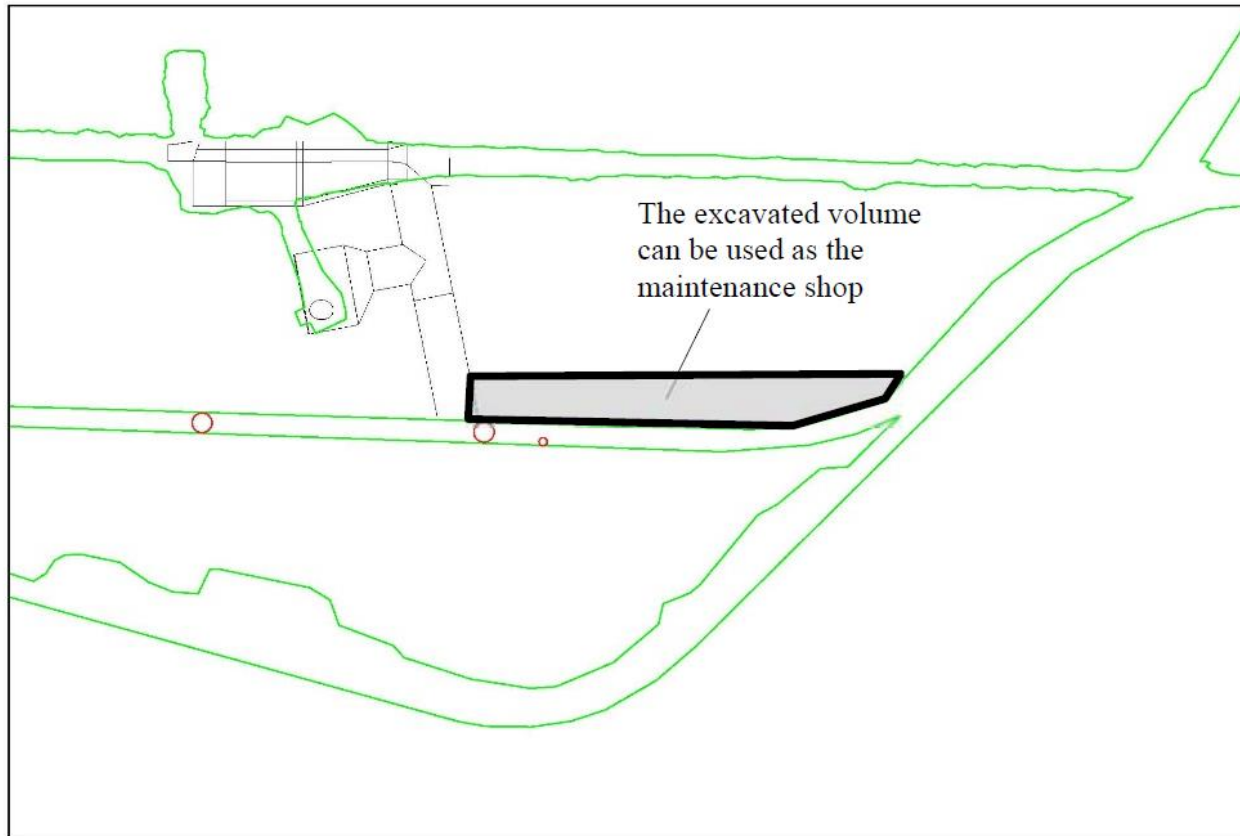 The excavated volume
can be used as the
maintenance shop